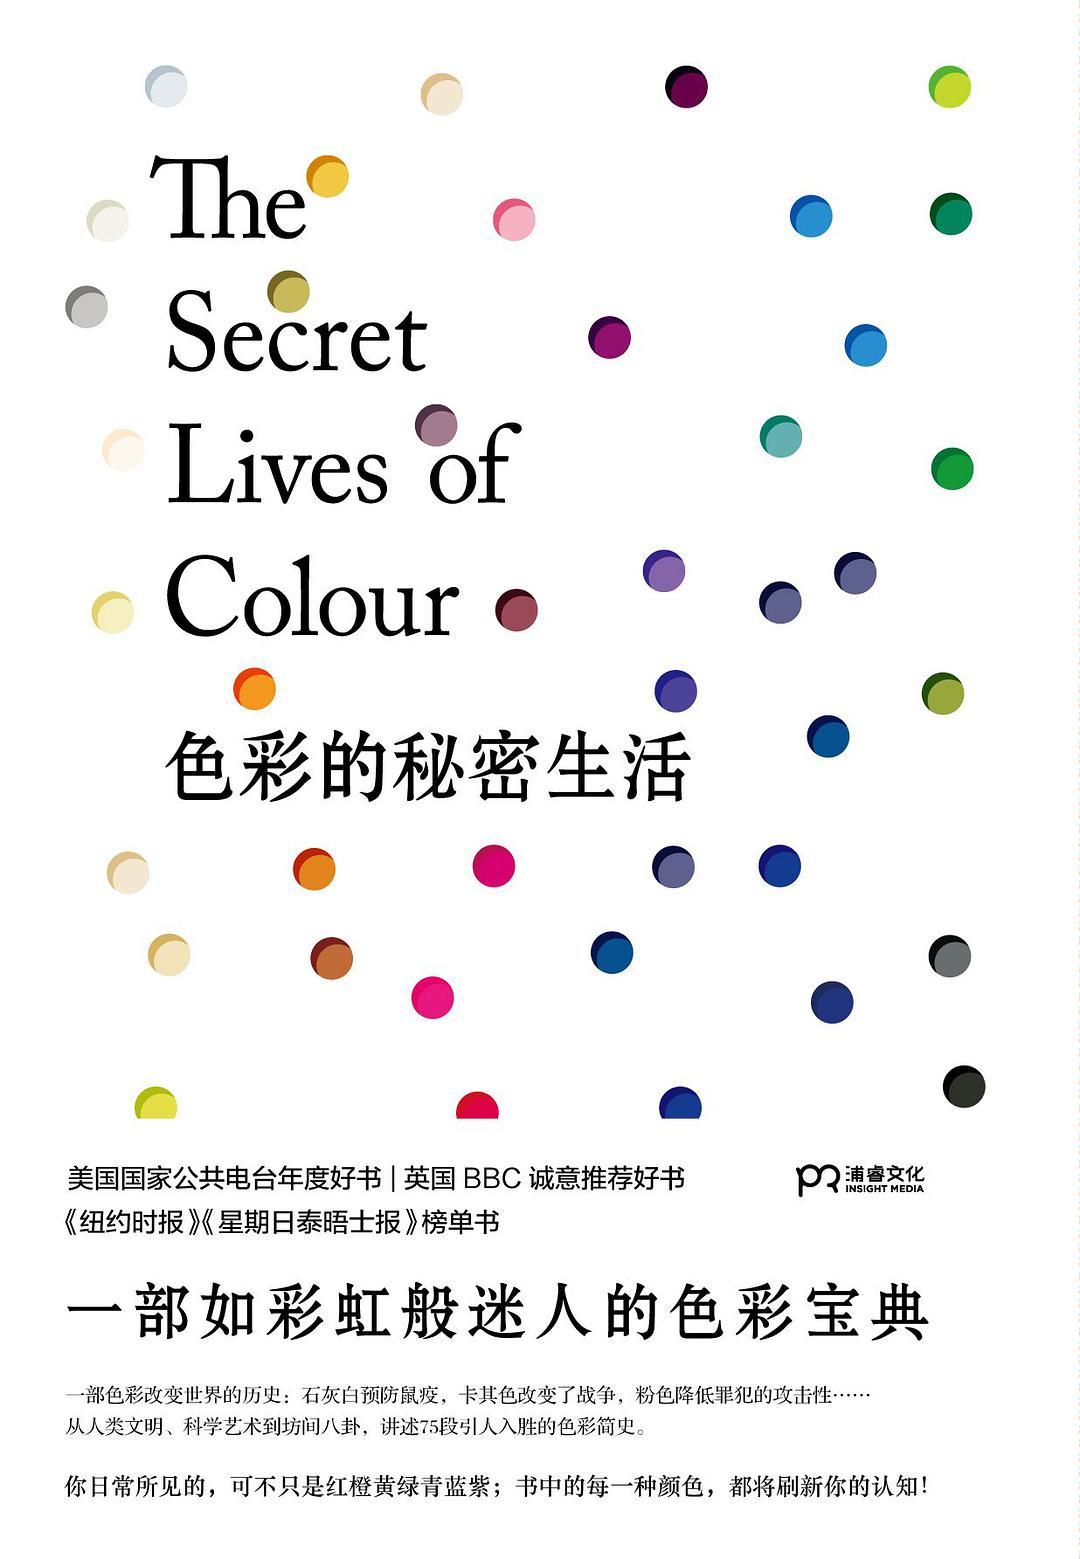 The
Secret
Lives of
Colour
色彩的秘密生活
美国国家公共电台年度好书 | 英国 BBC 诚意推荐好书
浦睿文化
INSIGHT MEDIA
《纽约时报》《星期日泰晤士报》榜单书
一部如彩虹般迷人的色彩宝典
一部色彩改变世界的历史：石灰白预防鼠疫，卡其色改变了战争，粉色降低罪犯的攻击性……
从人类文明、科学艺术到坊间八卦，讲述75段引人入胜的色彩简史。
你日常所见的，可不只是红橙黄绿青蓝紫；书中的每一种颜色，都将刷新你的认知！